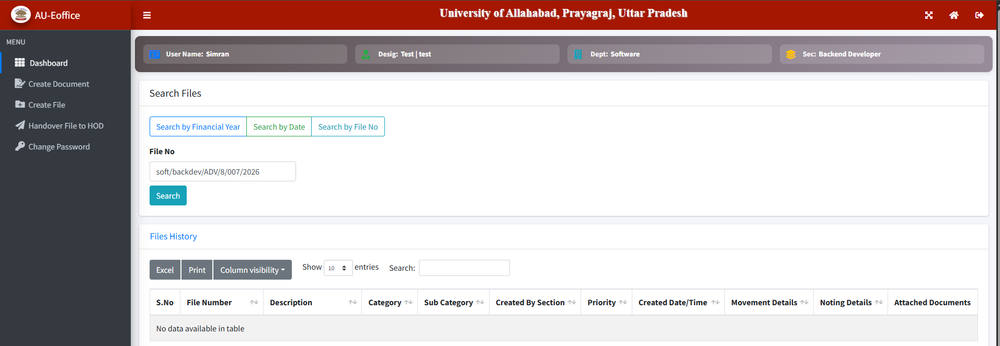 AU-Eoffice
University of Allahabad, Prayagraj, Uttar Pradesh
MENU
Dashboard
Create Document
Create File
Handover File to HOD
Change Password
User Name: Simran
Desig: Test | test
Dept: Software
Sec: Backend Developer
Search Files
Search by Financial Year Search by Date Search by File No
File No
soft/backdev/ADV/8/007/2026
Search
Files History
Excel Print Column visibility Show 10 entries Search:
S.No File Number Description Category Sub Category Created By Section Priority Created Date/Time Movement Details Noting Details Attached Documents
No data available in table